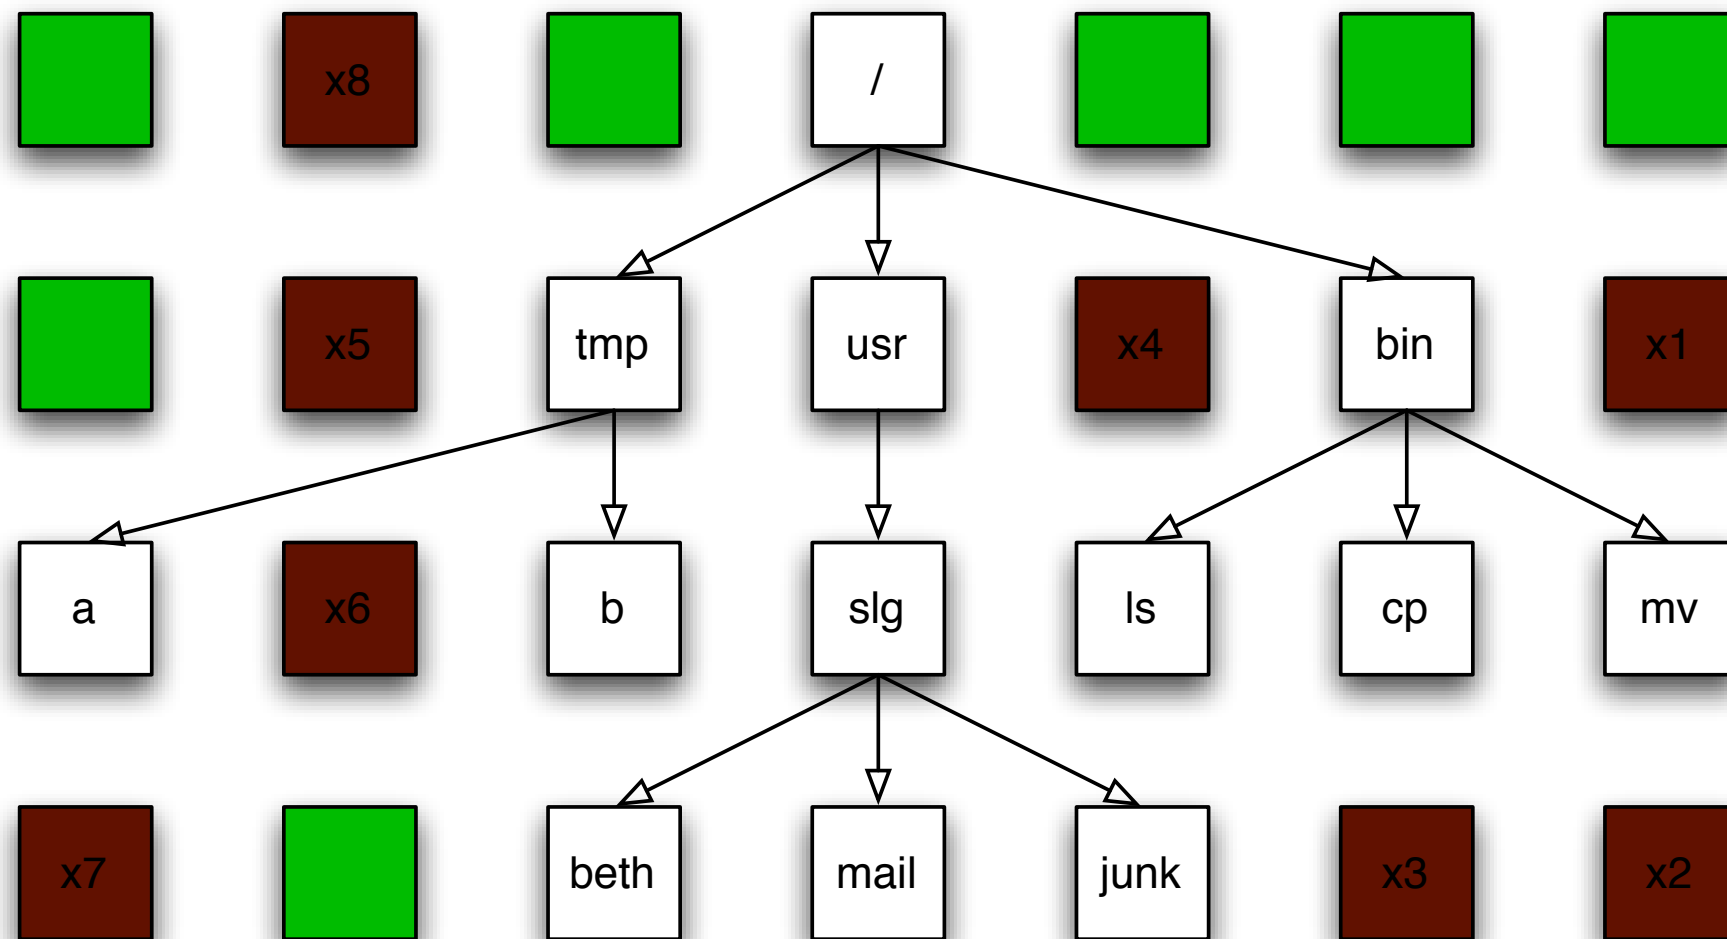 x8 /
x5 tmp usr x4 bin x1
a x6 b slg ls cp mv
x7 beth mail junk x3 x2